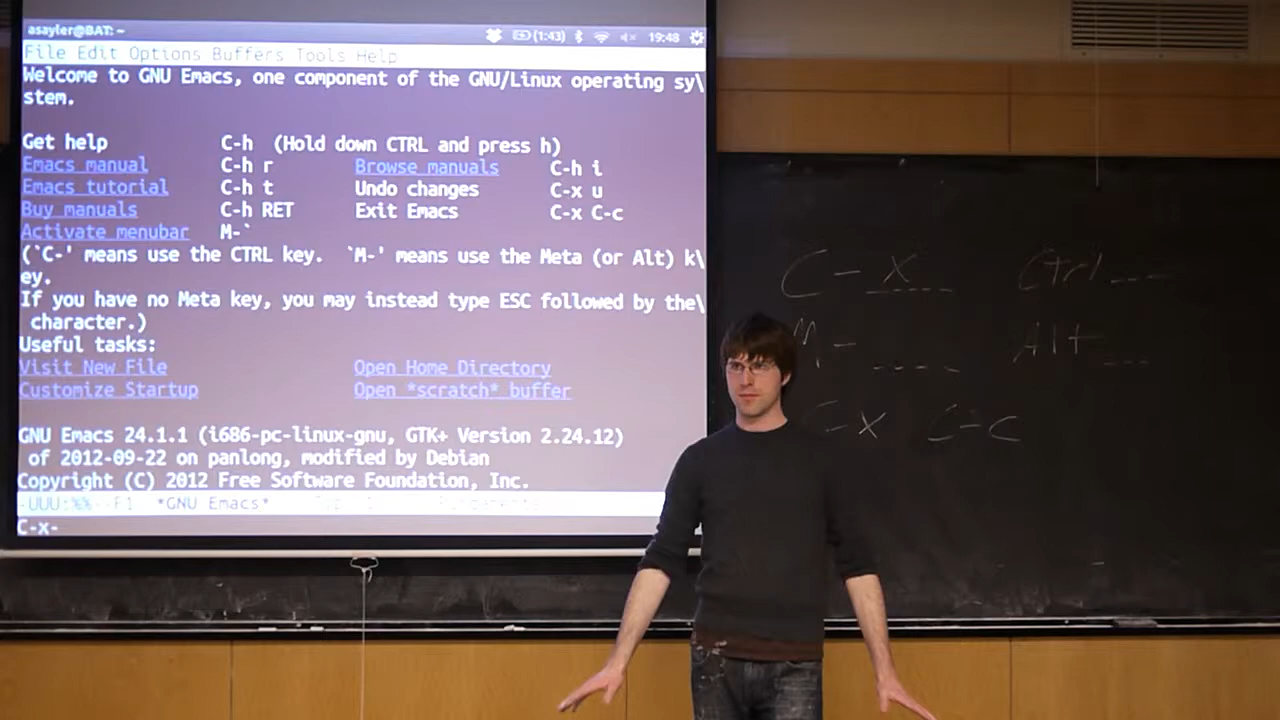 asayler@BAT: ~ (1:43) 19:48
File Edit Options Buffers Tools Help
Welcome to GNU Emacs, one component of the GNU/Linux operating sy\
stem.
Get help C-h (Hold down CTRL and press h)
Emacs manual C-h r Browse manuals C-h i
Emacs tutorial C-h t Undo changes C-x u
Buy manuals C-h RET Exit Emacs C-x C-c
Activate menubar M-`
(`C-' means use the CTRL key. `M-' means use the Meta (or Alt) k\
ey.
If you have no Meta key, you may instead type ESC followed by the\
character.)
Useful tasks:
Visit New File Open Home Directory
Customize Startup Open *scratch* buffer
GNU Emacs 24.1.1 (i686-pc-linux-gnu, GTK+ Version 2.24.12)
of 2012-09-22 on panlong, modified by Debian
Copyright (C) 2012 Free Software Foundation, Inc.
-UUU:%%--F1 *GNU Emacs*
C-x-
C - x Ctrl
M - Alt
C-x C-c